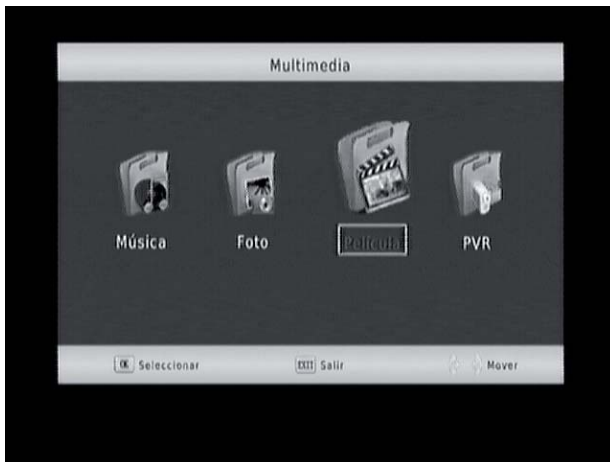 Multimedia
Música Foto Película PVR
OK Seleccionar EXIT Salir Mover